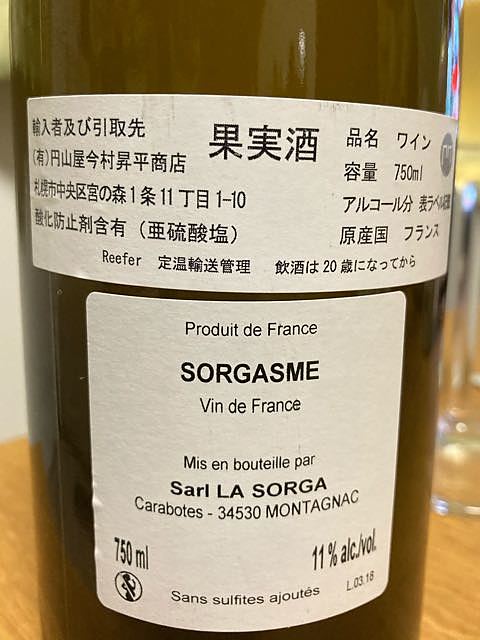 輸入者及び引取先
(有)円山屋今村昇平商店
札幌市中央区宮の森1条11丁目1-10
酸化防止剤含有（亜硫酸塩）
果実酒
品名 ワイン
容量 750ml
アルコール分 表ラベル
原産国 フランス
Reefer 定温輸送管理 飲酒は20歳になってから
Produit de France
SORGASME
Vin de France
Mis en bouteille par
Sarl LA SORGA
Carabotes - 34530 MONTAGNAC
750 ml
11 % alc./vol.
Sans sulfites ajoutés
L.03.18